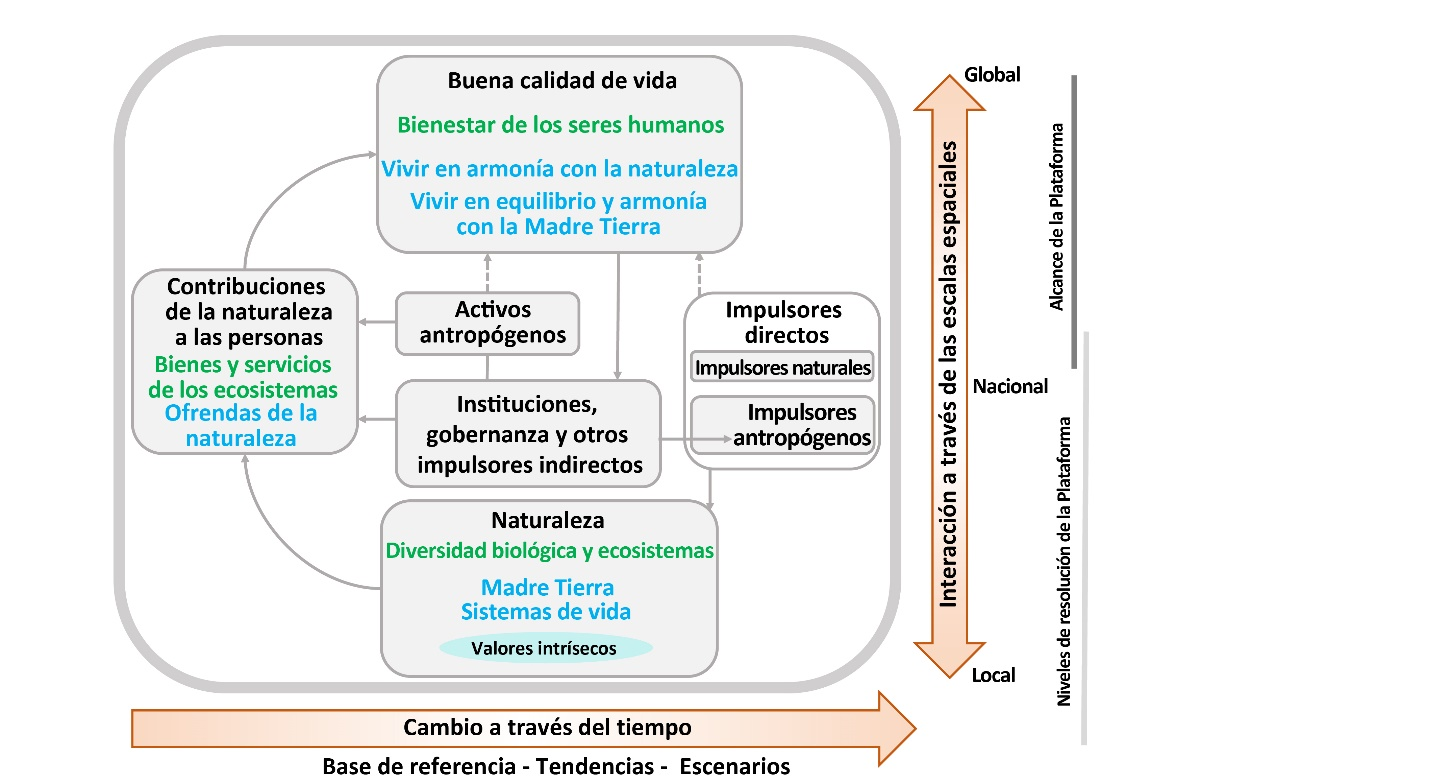 Buena calidad de vida
Bienestar de los seres humanos
Vivir en armonía con la naturaleza
Vivir en equilibrio y armonía
con la Madre Tierra
Contribuciones
de la naturaleza
a las personas
Bienes y servicios
de los ecosistemas
Ofrendas de la
naturaleza
Activos
antropógenos
Instituciones,
gobernanza y otros
impulsores indirectos
Impulsores
directos
Impulsores naturales
Impulsores
antropógenos
Naturaleza
Diversidad biológica y ecosistemas
Madre Tierra
Sistemas de vida
Valores intrísecos
Cambio a través del tiempo
Base de referencia - Tendencias - Escenarios
Interacción a través de las escalas espaciales
Global
Nacional
Local
Alcance de la Plataforma
Niveles de resolución de la Plataforma